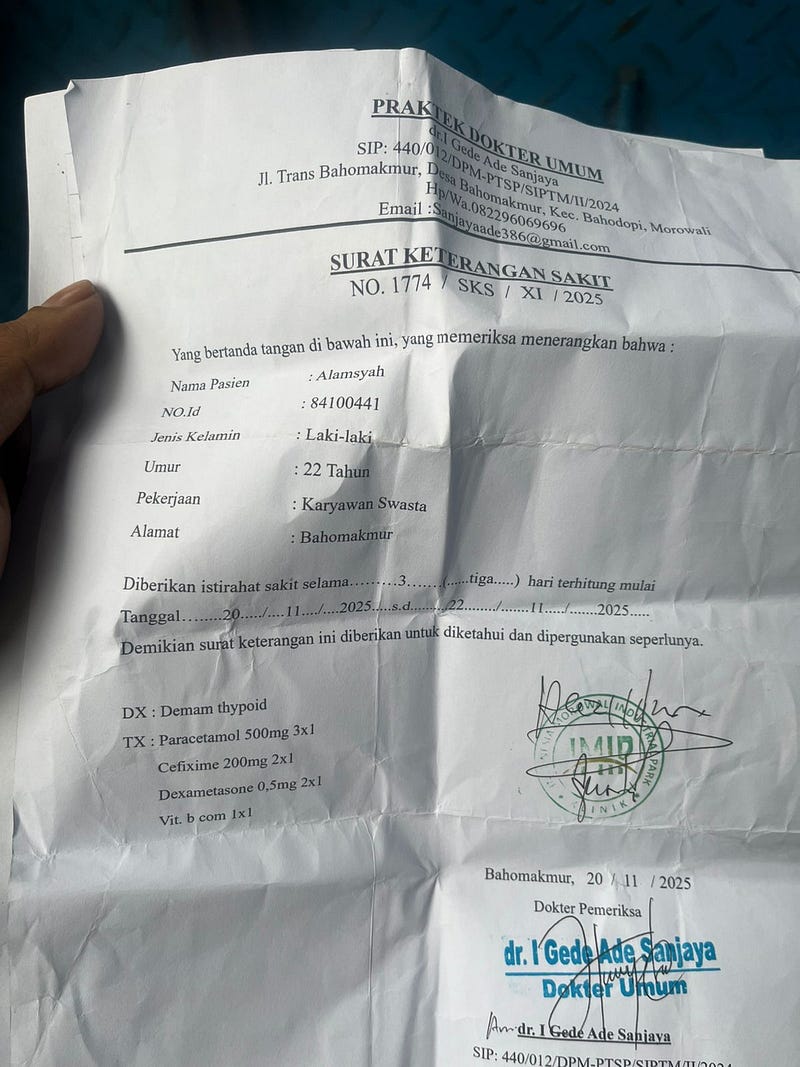 PRAKTEK DOKTER UMUM
dr.I Gede Ade Sanjaya
SIP: 440/012/DPM-PTSP/SIPTM/II/2024
Jl. Trans Bahomakmur, Desa Bahomakmur, Kec. Bahodopi, Morowali
Hp/Wa.082296069696
Email :Sanjayaade386@gmail.com
SURAT KETERANGAN SAKIT
NO. 1774 / SKS / XI / 2025
Yang bertanda tangan di bawah ini, yang memeriksa menerangkan bahwa :
Nama Pasien : Alamsyah
NO.Id : 84100441
Jenis Kelamin : Laki-laki
Umur : 22 Tahun
Pekerjaan : Karyawan Swasta
Alamat : Bahomakmur
Diberikan istirahat sakit selama.........3......(......tiga.....) hari terhitung mulai
Tanggal........20...../....11..../....2025.....s.d........./22......../.......11..../.......2025.....
Demikian surat keterangan ini diberikan untuk diketahui dan dipergunakan seperlunya.
DX : Demam thypoid
TX : Paracetamol 500mg 3x1
Cefixime 200mg 2x1
Dexametasone 0,5mg 2x1
Vit. b com 1x1
MOROWALI INDUSTRIAL PARK
IMIP
KLINIK
Bahomakmur, 20 / 11 / 2025
Dokter Pemeriksa
dr. I Gede Ade Sanjaya
Dokter Umum
dr. I Gede Ade Sanjaya
SIP: 440/012/DPM-PTSP/SIPTM/II/2024